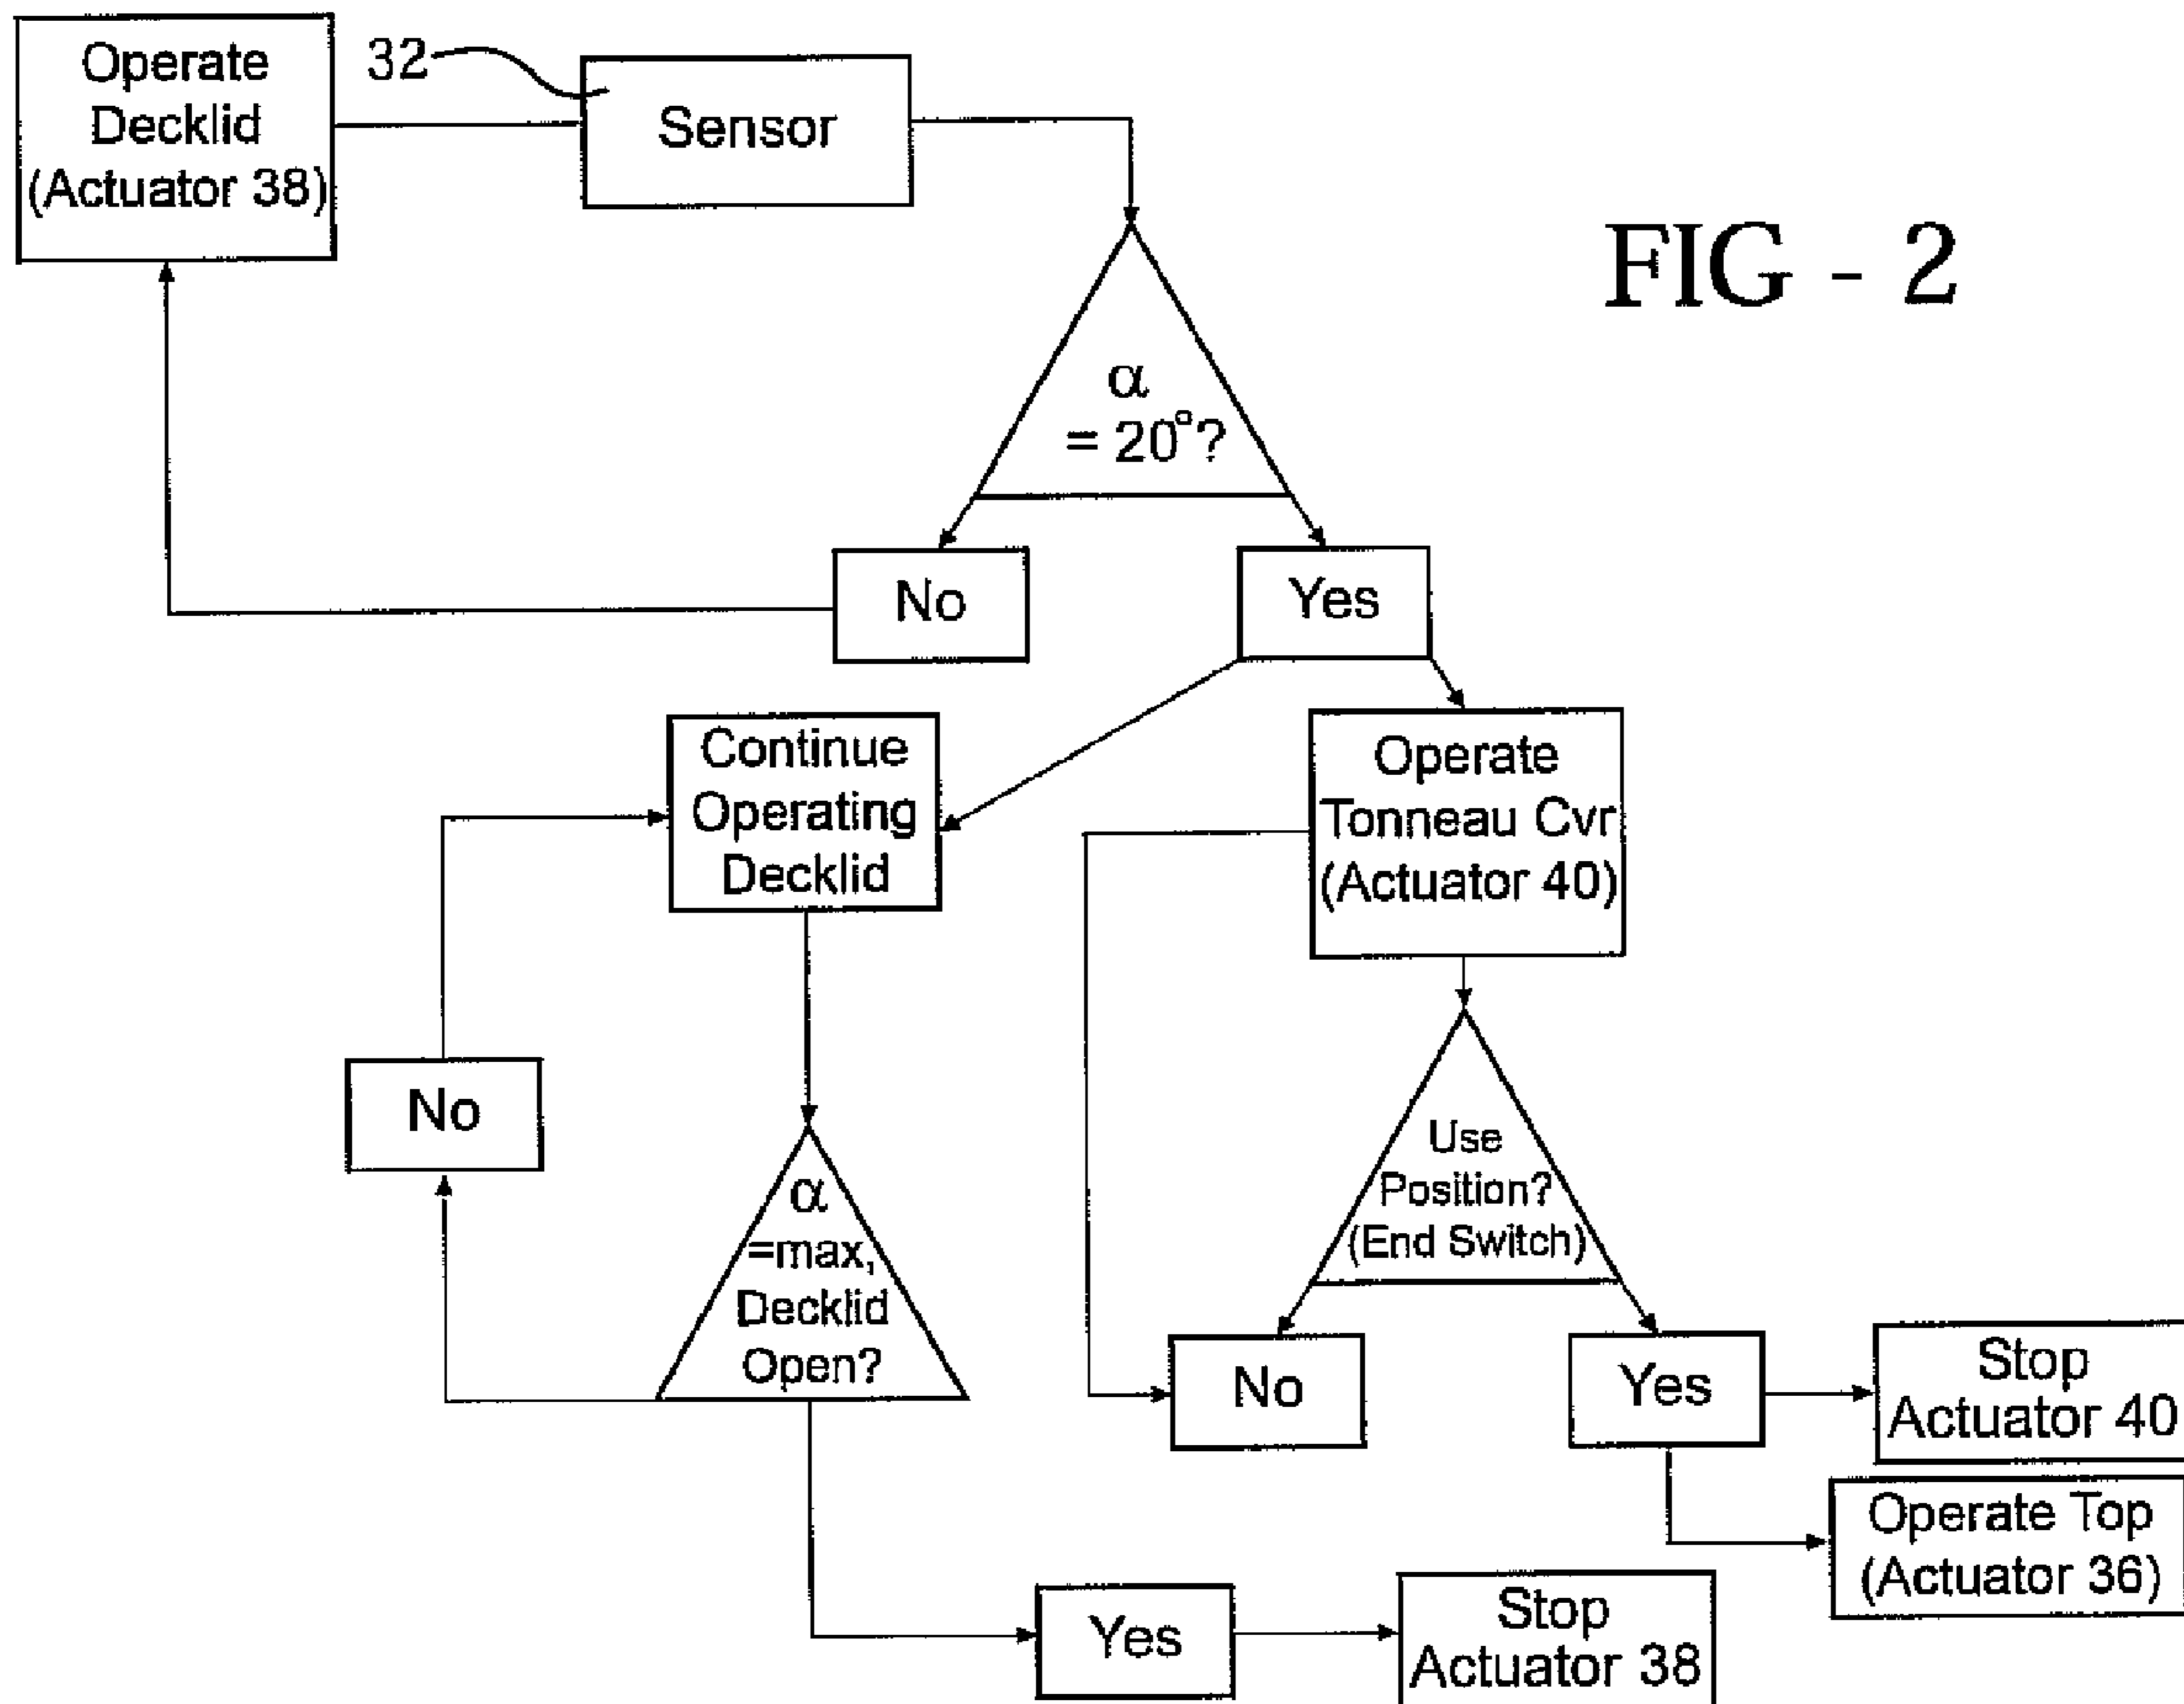 Operate
Decklid
(Actuator 38)
32
Sensor
FIG - 2
α
= 20°?
No
Yes
Continue
Operating
Decklid
Operate
Tonneau Cvr
(Actuator 40)
No
α
=max,
Decklid
Open?
Use
Position?
(End Switch)
No
Yes
Stop
Actuator 40
Operate Top
(Actuator 36)
Yes
Stop
Actuator 38